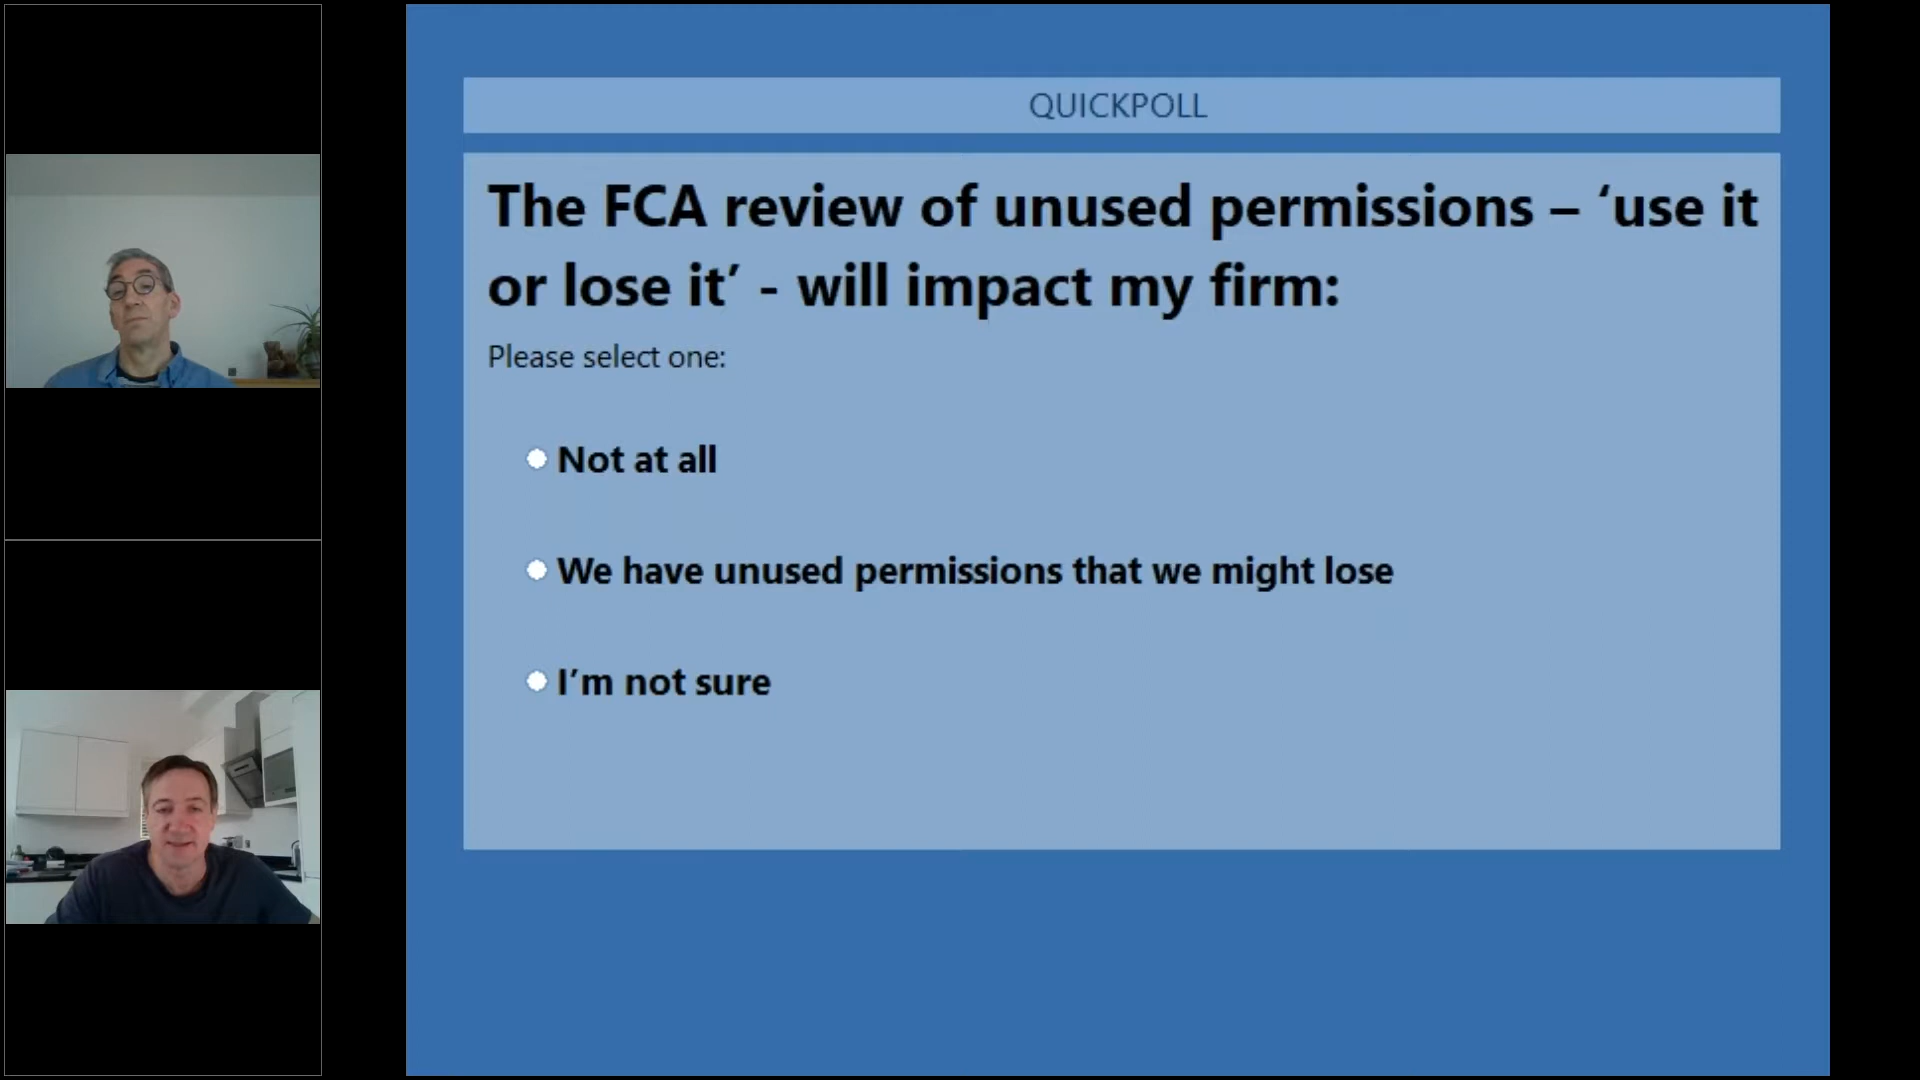 QUICKPOLL
The FCA review of unused permissions – ‘use it
or lose it’ - will impact my firm:
Please select one:
Not at all
We have unused permissions that we might lose
I’m not sure